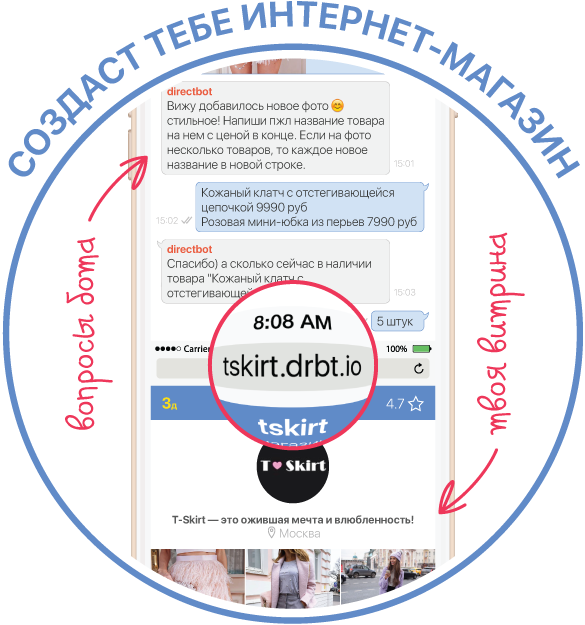 СОЗДАСТ ТЕБЕ ИНТЕРНЕТ-МАГАЗИН
directbot
Вижу добавилось новое фото 😊
стильное! Напиши пжл название товара
на нем с ценой в конце. Если на фото
несколько товаров, то каждое новое
название в новой строке.
15:01
Кожаный клатч с отстегивающейся
цепочкой 9990 руб
Розовая мини-юбка из перьев 7990 руб
15:02
directbot
Спасибо) а сколько сейчас в наличии
товара "Кожаный клатч с
отстегивающей
15:03
5 штук
вопросы бота
твоя витрина
8:08 AM
Carrier
100%
tskirt.drbt.io
3д
4.7
tskirt
T Skirt
T-Skirt — это ожившая мечта и влюбленность!
Москва